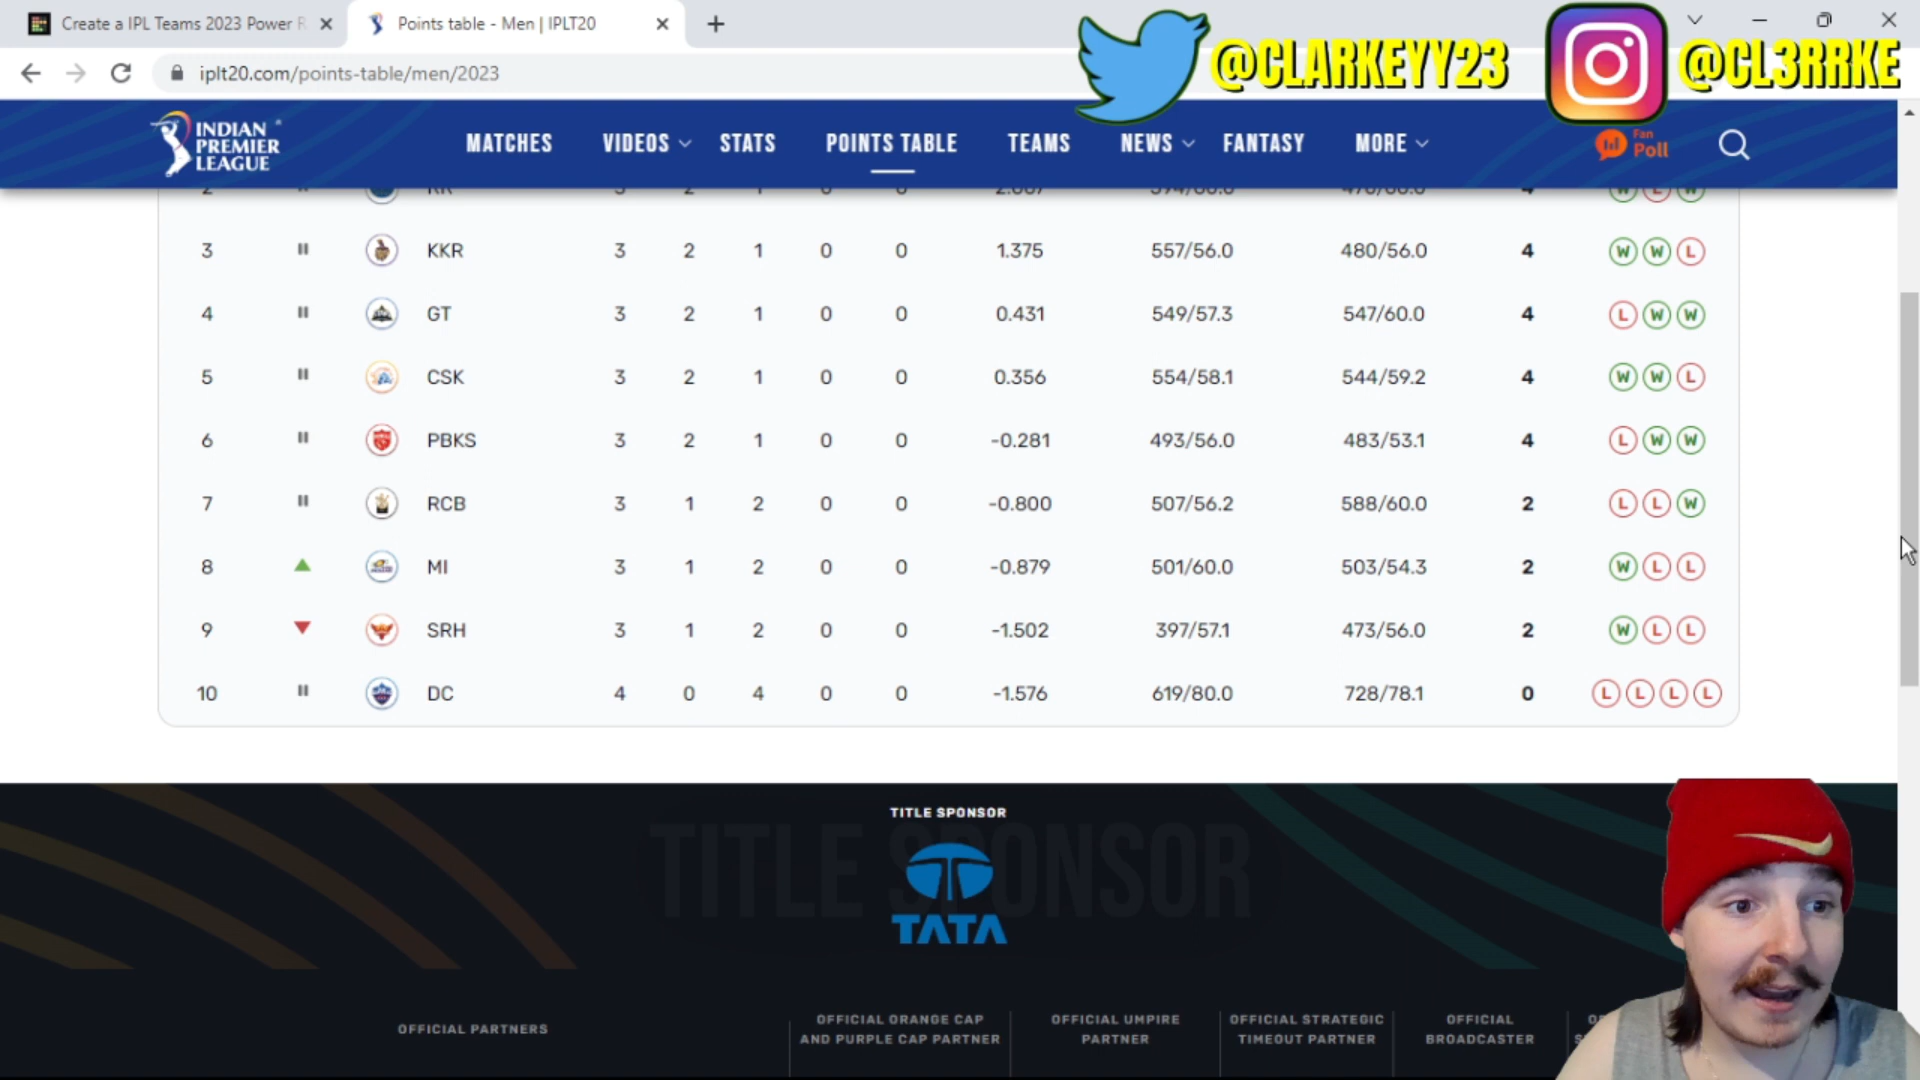 Create a IPL Teams 2023 Power R
Points table - Men | IPLT20
iplt20.com/points-table/men/2023
@CLARKEYY23
@CL3RRKE
INDIAN PREMIER LEAGUE
MATCHES VIDEOS STATS POINTS TABLE TEAMS NEWS FANTASY MORE
Fan Poll
3 KKR 3 2 1 0 0 1.375 557/56.0 480/56.0 4 W W L
4 GT 3 2 1 0 0 0.431 549/57.3 547/60.0 4 L W W
5 CSK 3 2 1 0 0 0.356 554/58.1 544/59.2 4 W W L
6 PBKS 3 2 1 0 0 -0.281 493/56.0 483/53.1 4 L W W
7 RCB 3 1 2 0 0 -0.800 507/56.2 588/60.0 2 L L W
8 MI 3 1 2 0 0 -0.879 501/60.0 503/54.3 2 W L L
9 SRH 3 1 2 0 0 -1.502 397/57.1 473/56.0 2 W L L
10 DC 4 0 4 0 0 -1.576 619/80.0 728/78.1 0 L L L L
TITLE SPONSOR
TITLE SPONSOR
TATA
OFFICIAL PARTNERS
OFFICIAL ORANGE CAP
AND PURPLE CAP PARTNER
OFFICIAL UMPIRE
PARTNER
OFFICIAL STRATEGIC
TIMEOUT PARTNER
OFFICIAL
BROADCASTER